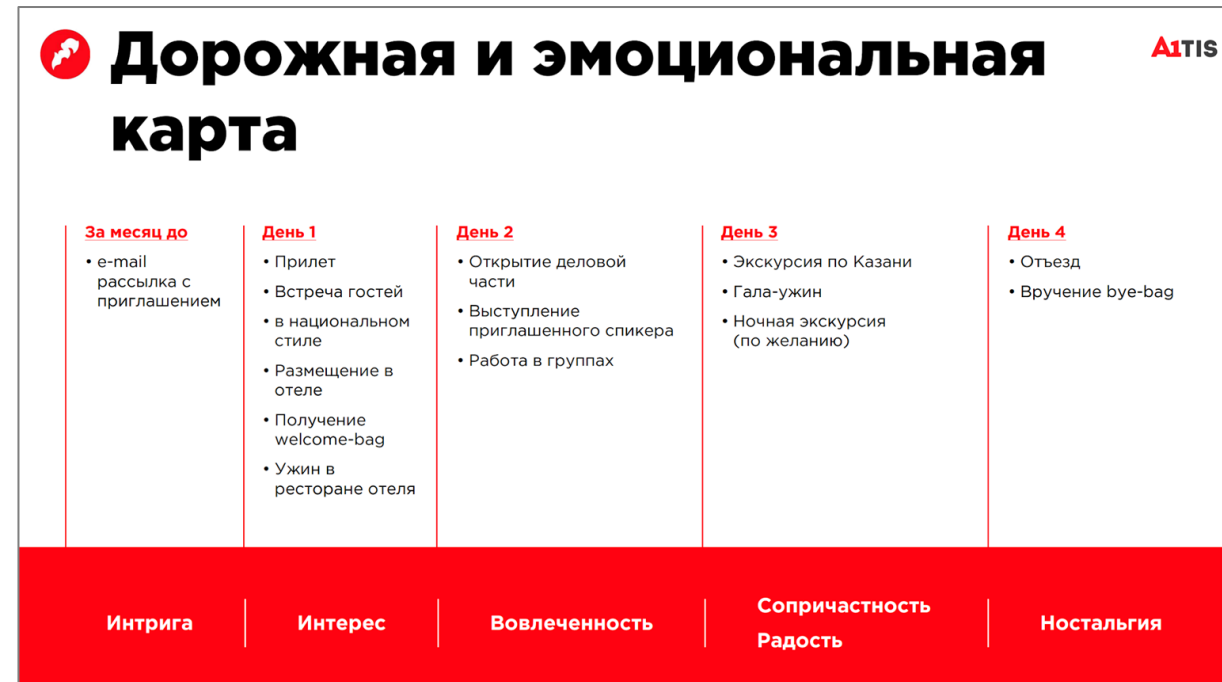 Дорожная и эмоциональная
карта
A1TIS
За месяц до
• e-mail
рассылка с
приглашением
День 1
• Прилет
• Встреча гостей
• в национальном
стиле
• Размещение в
отеле
• Получение
welcome-bag
• Ужин в
ресторане отеля
День 2
• Открытие деловой
части
• Выступление
приглашенного спикера
• Работа в группах
День 3
• Экскурсия по Казани
• Гала-ужин
• Ночная экскурсия
(по желанию)
День 4
• Отъезд
• Вручение bye-bag
Интрига
Интерес
Вовлеченность
Сопричастность
Радость
Ностальгия